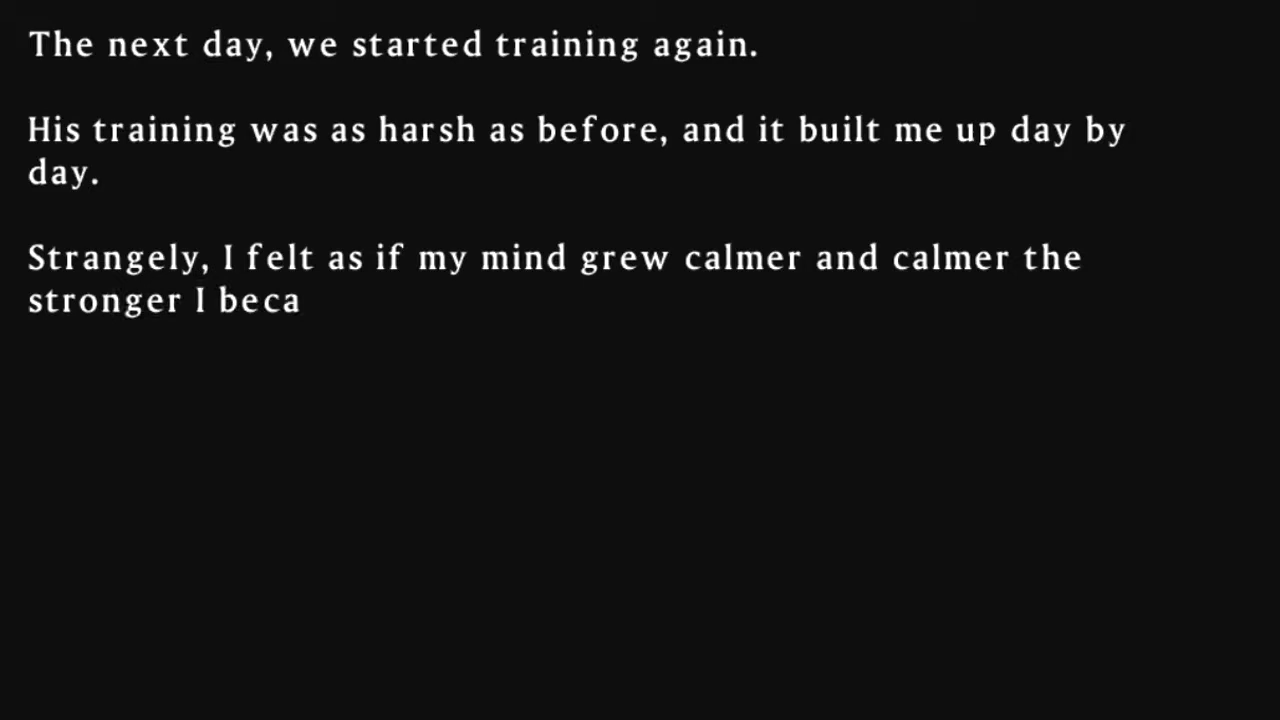 The next day, we started training again.
His training was as harsh as before, and it built me up day by
day.
Strangely, I felt as if my mind grew calmer and calmer the
stronger I beca